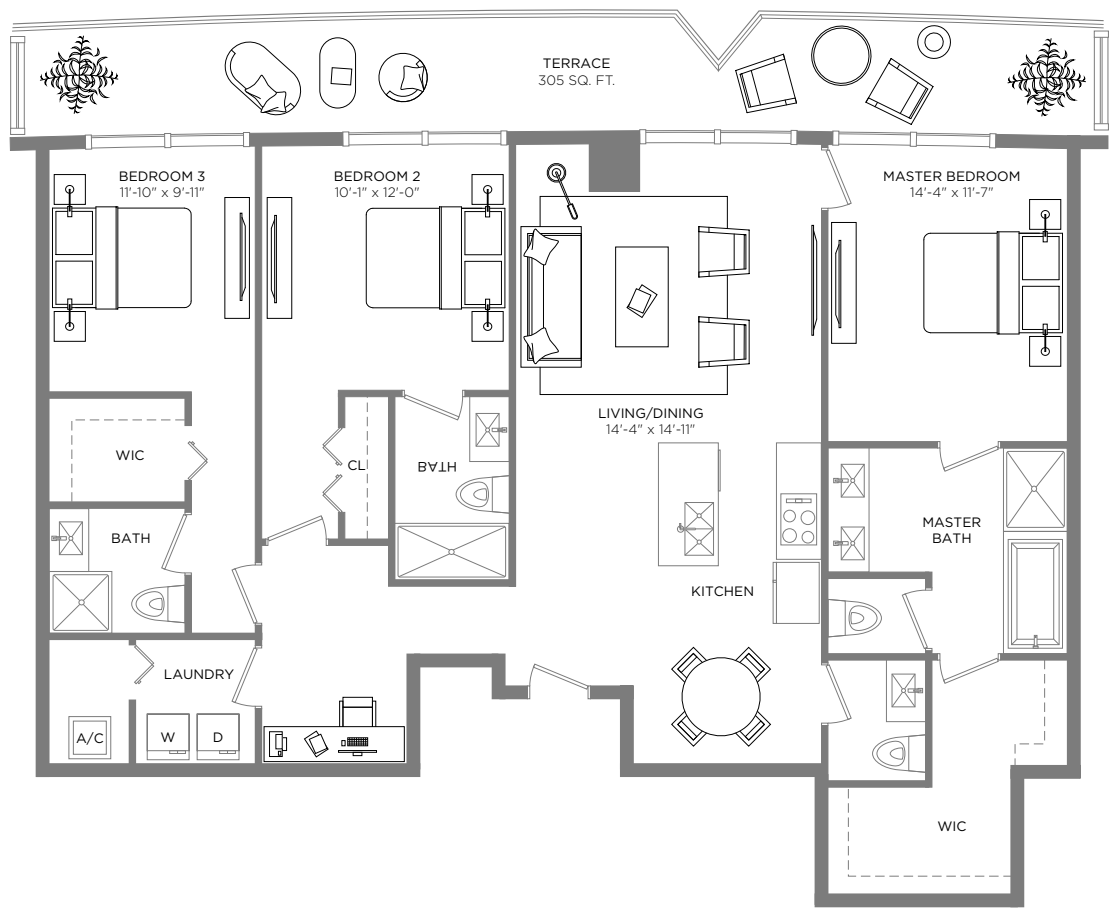 TERRACE
305 SQ. FT.
BEDROOM 3
11'-10" x 9'-11"
BEDROOM 2
10'-1" x 12'-0"
MASTER BEDROOM
14'-4" x 11'-7"
LIVING/DINING
14'-4" x 14'-11"
WIC
CL
BATH
BATH
MASTER
BATH
KITCHEN
LAUNDRY
A/C
W
D
WIC